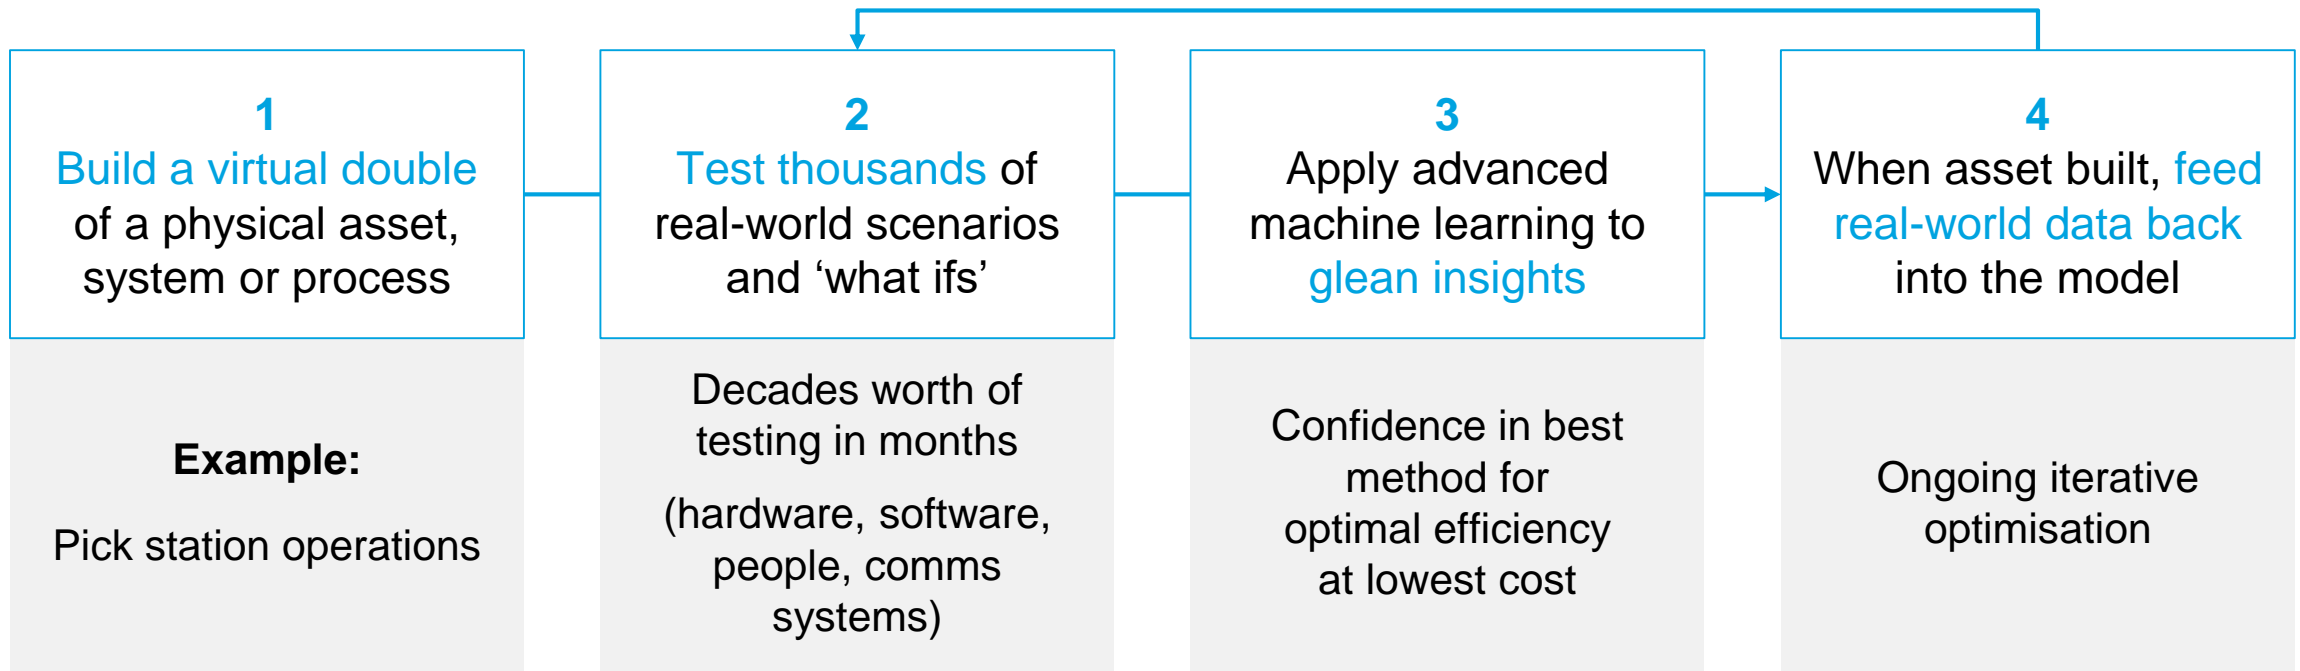 1
Build a virtual double
of a physical asset,
system or process
Example:
Pick station operations
2
Test thousands of
real-world scenarios
and ‘what ifs’
Decades worth of
testing in months
(hardware, software,
people, comms
systems)
3
Apply advanced
machine learning to
glean insights
Confidence in best
method for
optimal efficiency
at lowest cost
4
When asset built, feed
real-world data back
into the model
Ongoing iterative
optimisation